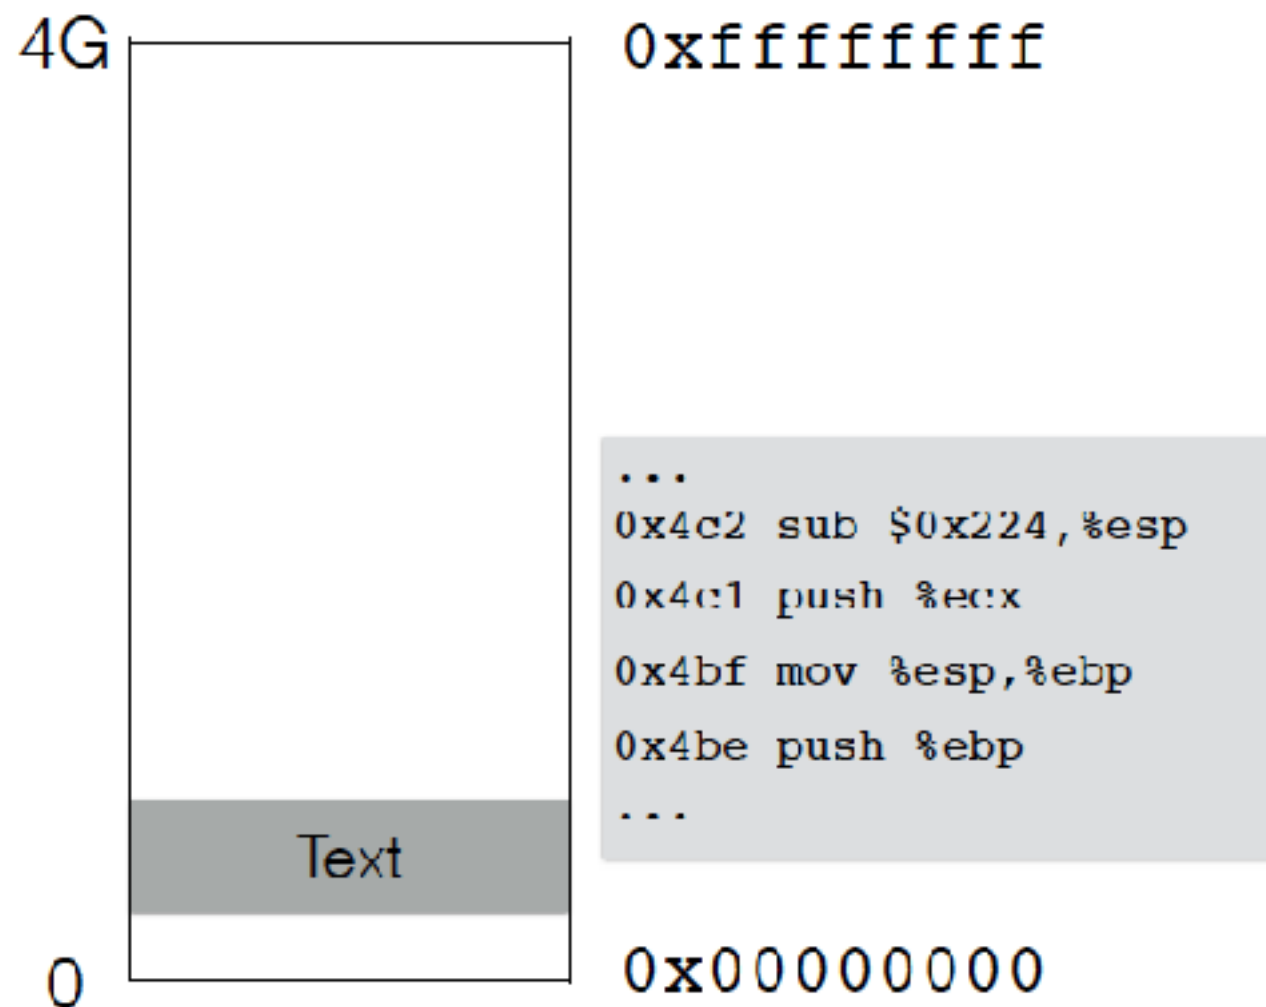 4G 0xffffffff
...
0x4c2 sub $0x224,%esp
0x4c1 push %ecx
0x4bf mov %esp,%ebp
0x4be push %ebp
...
Text
0 0x00000000